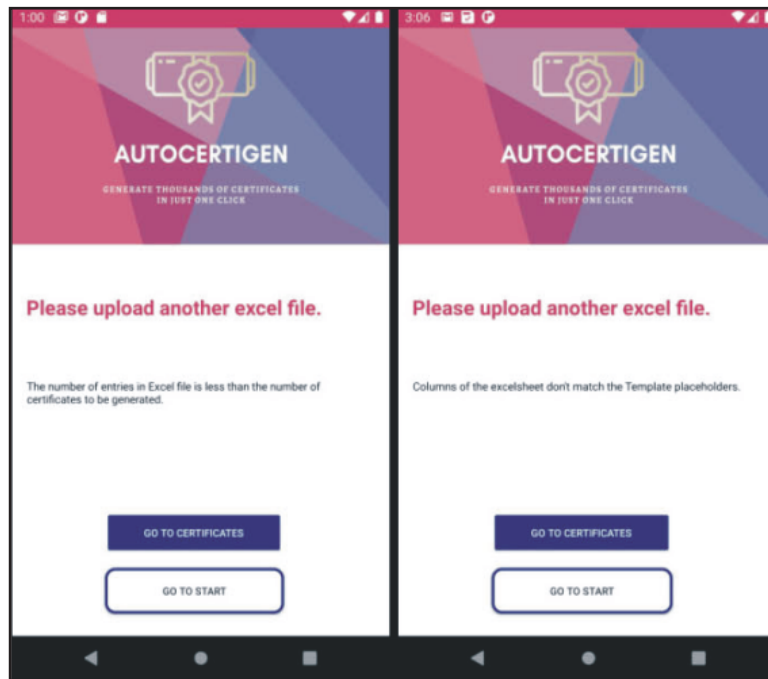 1:00
AUTOCERTIGEN
GENERATE THOUSANDS OF CERTIFICATES
IN JUST ONE CLICK
Please upload another excel file.
The number of entries in Excel file is less than the number of
certificates to be generated.
GO TO CERTIFICATES
GO TO START
3:06
AUTOCERTIGEN
GENERATE THOUSANDS OF CERTIFICATES
IN JUST ONE CLICK
Please upload another excel file.
Columns of the excelsheet don't match the Template placeholders.
GO TO CERTIFICATES
GO TO START